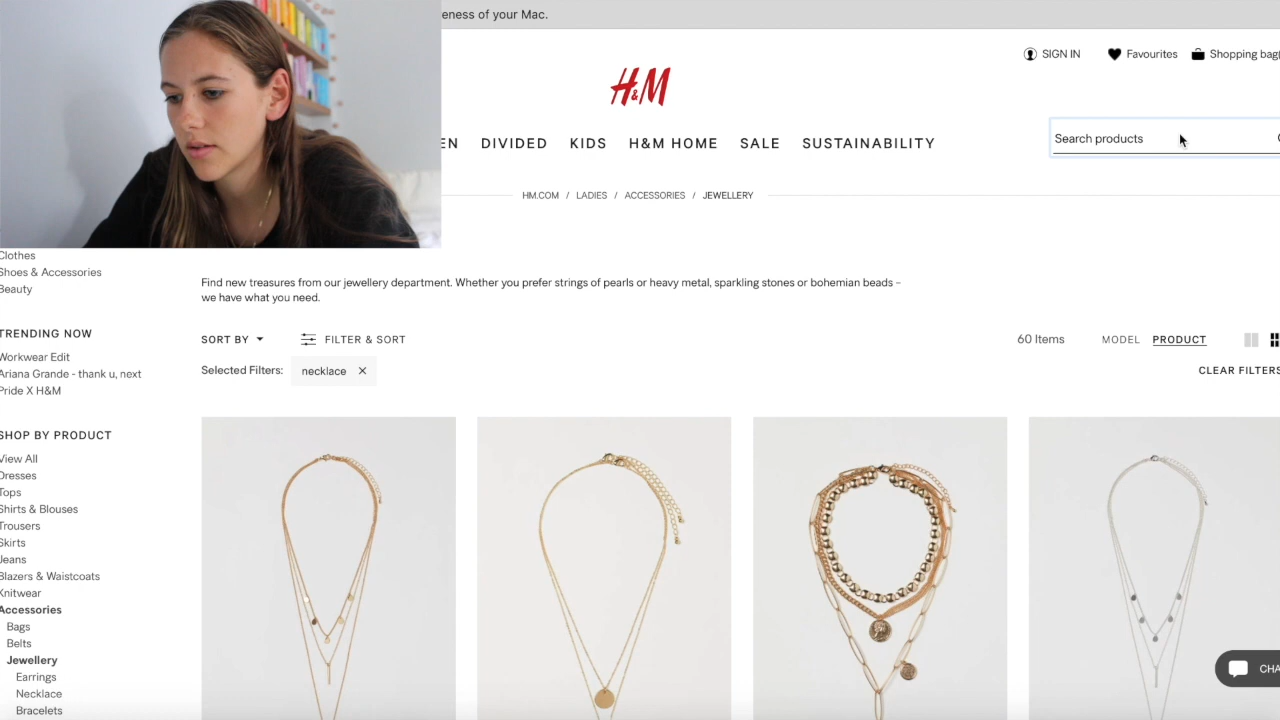 eness of your Mac.
SIGN IN
Favourites
Shopping bag
H&M
EN DIVIDED KIDS H&M HOME SALE SUSTAINABILITY
Search products
HM.COM / LADIES / ACCESSORIES / JEWELLERY
Clothes
Shoes & Accessories
Beauty
Find new treasures from our jewellery department. Whether you prefer strings of pearls or heavy metal, sparkling stones or bohemian beads –
we have what you need.
TRENDING NOW
Workwear Edit
Ariana Grande - thank u, next
Pride X H&M
SORT BY
FILTER & SORT
60 Items
MODEL
PRODUCT
Selected Filters:
necklace
CLEAR FILTERS
SHOP BY PRODUCT
View All
Dresses
Tops
Shirts & Blouses
Trousers
Skirts
Jeans
Blazers & Waistcoats
Knitwear
Accessories
Bags
Belts
Jewellery
Earrings
Necklace
Bracelets
CHA